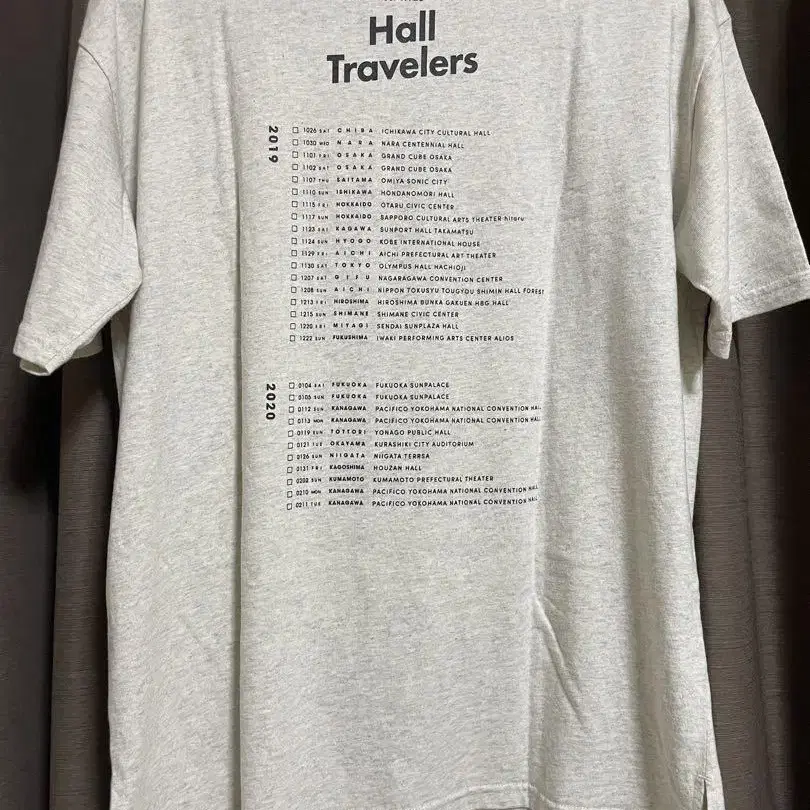 Hall
Travelers
2019
1026 SAT CHIBA ICHIKAWA CITY CULTURAL HALL
1030 WED NARA NARA CENTENNIAL HALL
1101 FRI OSAKA GRAND CUBE OSAKA
1102 SAT OSAKA GRAND CUBE OSAKA
1107 THU SAITAMA OMIYA SONIC CITY
1110 SUN ISHIKAWA HONDANOMORI HALL
1115 FRI HOKKAIDO OTARU CIVIC CENTER
1117 SUN HOKKAIDO SAPPORO CULTURAL ARTS THEATER hitaru
1123 SAT KAGAWA SUNPORT HALL TAKAMATSU
1124 SUN HYOGO KOBE INTERNATIONAL HOUSE
1129 FRI AICHI AICHI PREFECTURAL ART THEATER
1130 SAT TOKYO OLYMPUS HALL HACHIOJI
1207 SAT GIFU NAGARAGAWA CONVENTION CENTER
1208 SUN AICHI NIPPON TOKUSYU TOUGYOU SHIMIN HALL FOREST
1213 FRI HIROSHIMA HIROSHIMA BUNKA GAKUEN HBG HALL
1215 SUN SHIMANE SHIMANE CIVIC CENTER
1220 FRI MIYAGI SENDAI SUNPLAZA HALL
1222 SUN FUKUSHIMA IWAKI PERFORMING ARTS CENTER ALIOS
2020
0104 SAT FUKUOKA FUKUOKA SUNPALACE
0105 SUN FUKUOKA FUKUOKA SUNPALACE
0112 SUN KANAGAWA PACIFICO YOKOHAMA NATIONAL CONVENTION HALL
0113 MON KANAGAWA PACIFICO YOKOHAMA NATIONAL CONVENTION HALL
0119 SUN TOTTORI YONAGO PUBLIC HALL
0121 TUE OKAYAMA KURASHIKI CITY AUDITORIUM
0126 SUN NIIGATA NIIGATA TERRSA
0131 FRI KAGOSHIMA HOUZAN HALL
0202 SUN KUMAMOTO KUMAMOTO PREFECTURAL THEATER
0210 MON KANAGAWA PACIFICO YOKOHAMA NATIONAL CONVENTION HALL
0211 TUE KANAGAWA PACIFICO YOKOHAMA NATIONAL CONVENTION HALL